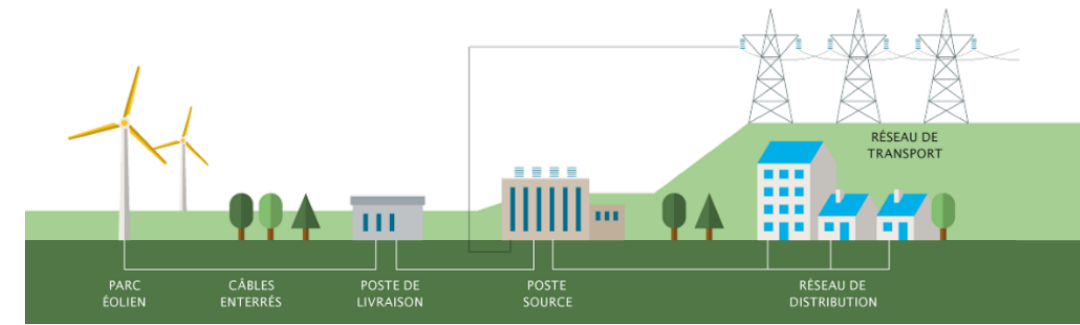 RÉSEAU DE
TRANSPORT
PARC
ÉOLIEN
CÂBLES
ENTERRÉS
POSTE DE
LIVRAISON
POSTE
SOURCE
RÉSEAU DE
DISTRIBUTION